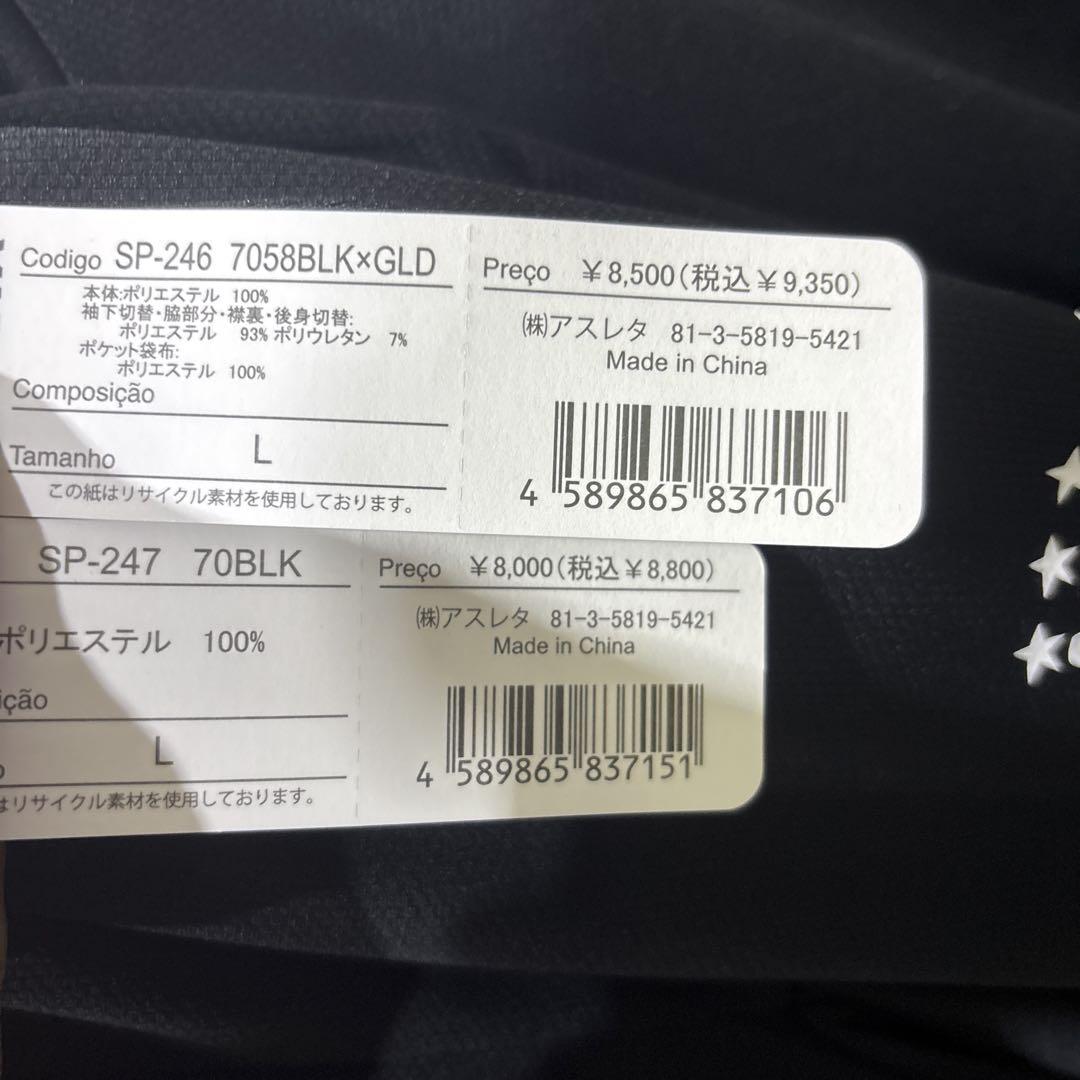 Codigo SP-246 7058BLK×GLD
本体:ポリエステル 100%
袖下切替・脇部分・襟裏・後身切替:
ポリエステル 93% ポリウレタン 7%
ポケット袋布:
ポリエステル 100%
Composição
Tamanho L
この紙はリサイクル素材を使用しております。
Preço ¥8,500(税込¥9,350)
㈱アスレタ 81-3-5819-5421
Made in China
4 589865 837106
SP-247 70BLK
ポリエステル 100%
ição
o L
はリサイクル素材を使用しております。
Preço ¥8,000(税込¥8,800)
㈱アスレタ 81-3-5819-5421
Made in China
4 589865 837151